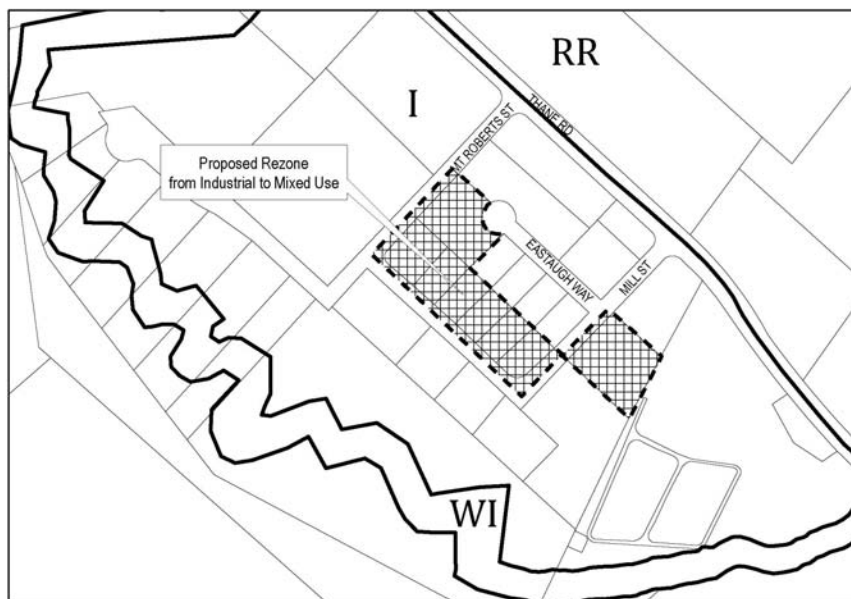 RR
I
THANE RD
MT ROBERTS ST
Proposed Rezone
from Industrial to Mixed Use
EASTAUGH WAY
MILL ST
WI